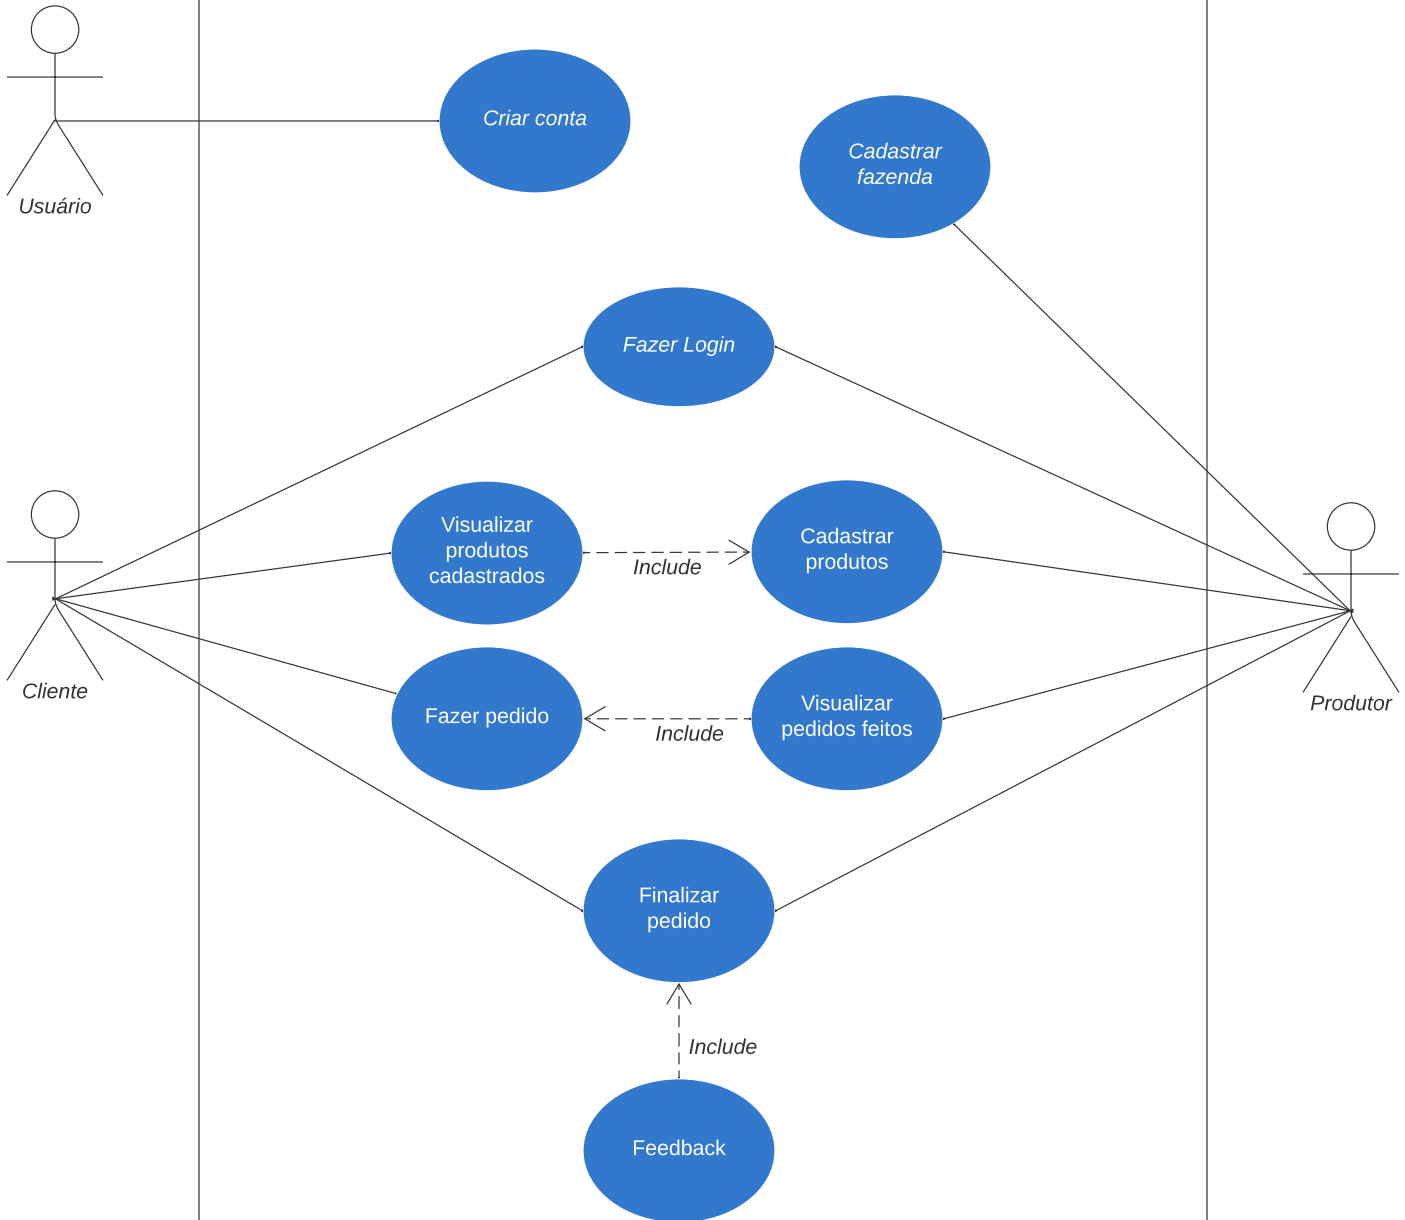 Criar conta
Cadastrar
fazenda
Usuário
Fazer Login
Visualizar
produtos
cadastrados
Include
Cadastrar
produtos
Cliente
Fazer pedido
Include
Visualizar
pedidos feitos
Produtor
Finalizar
pedido
Include
Feedback